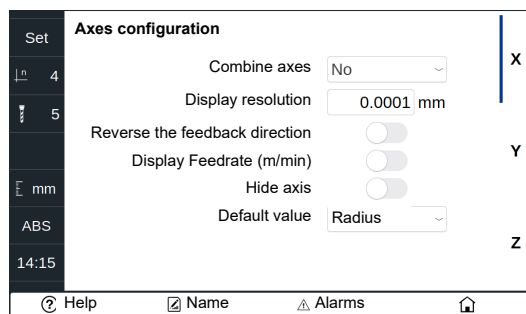 Set
4
5
mm
ABS
14:15
Axes configuration
Combine axes No
Display resolution 0.0001 mm
Reverse the feedback direction
Display Feedrate (m/min)
Hide axis
Default value Radius
X
Y
Z
Help Name Alarms